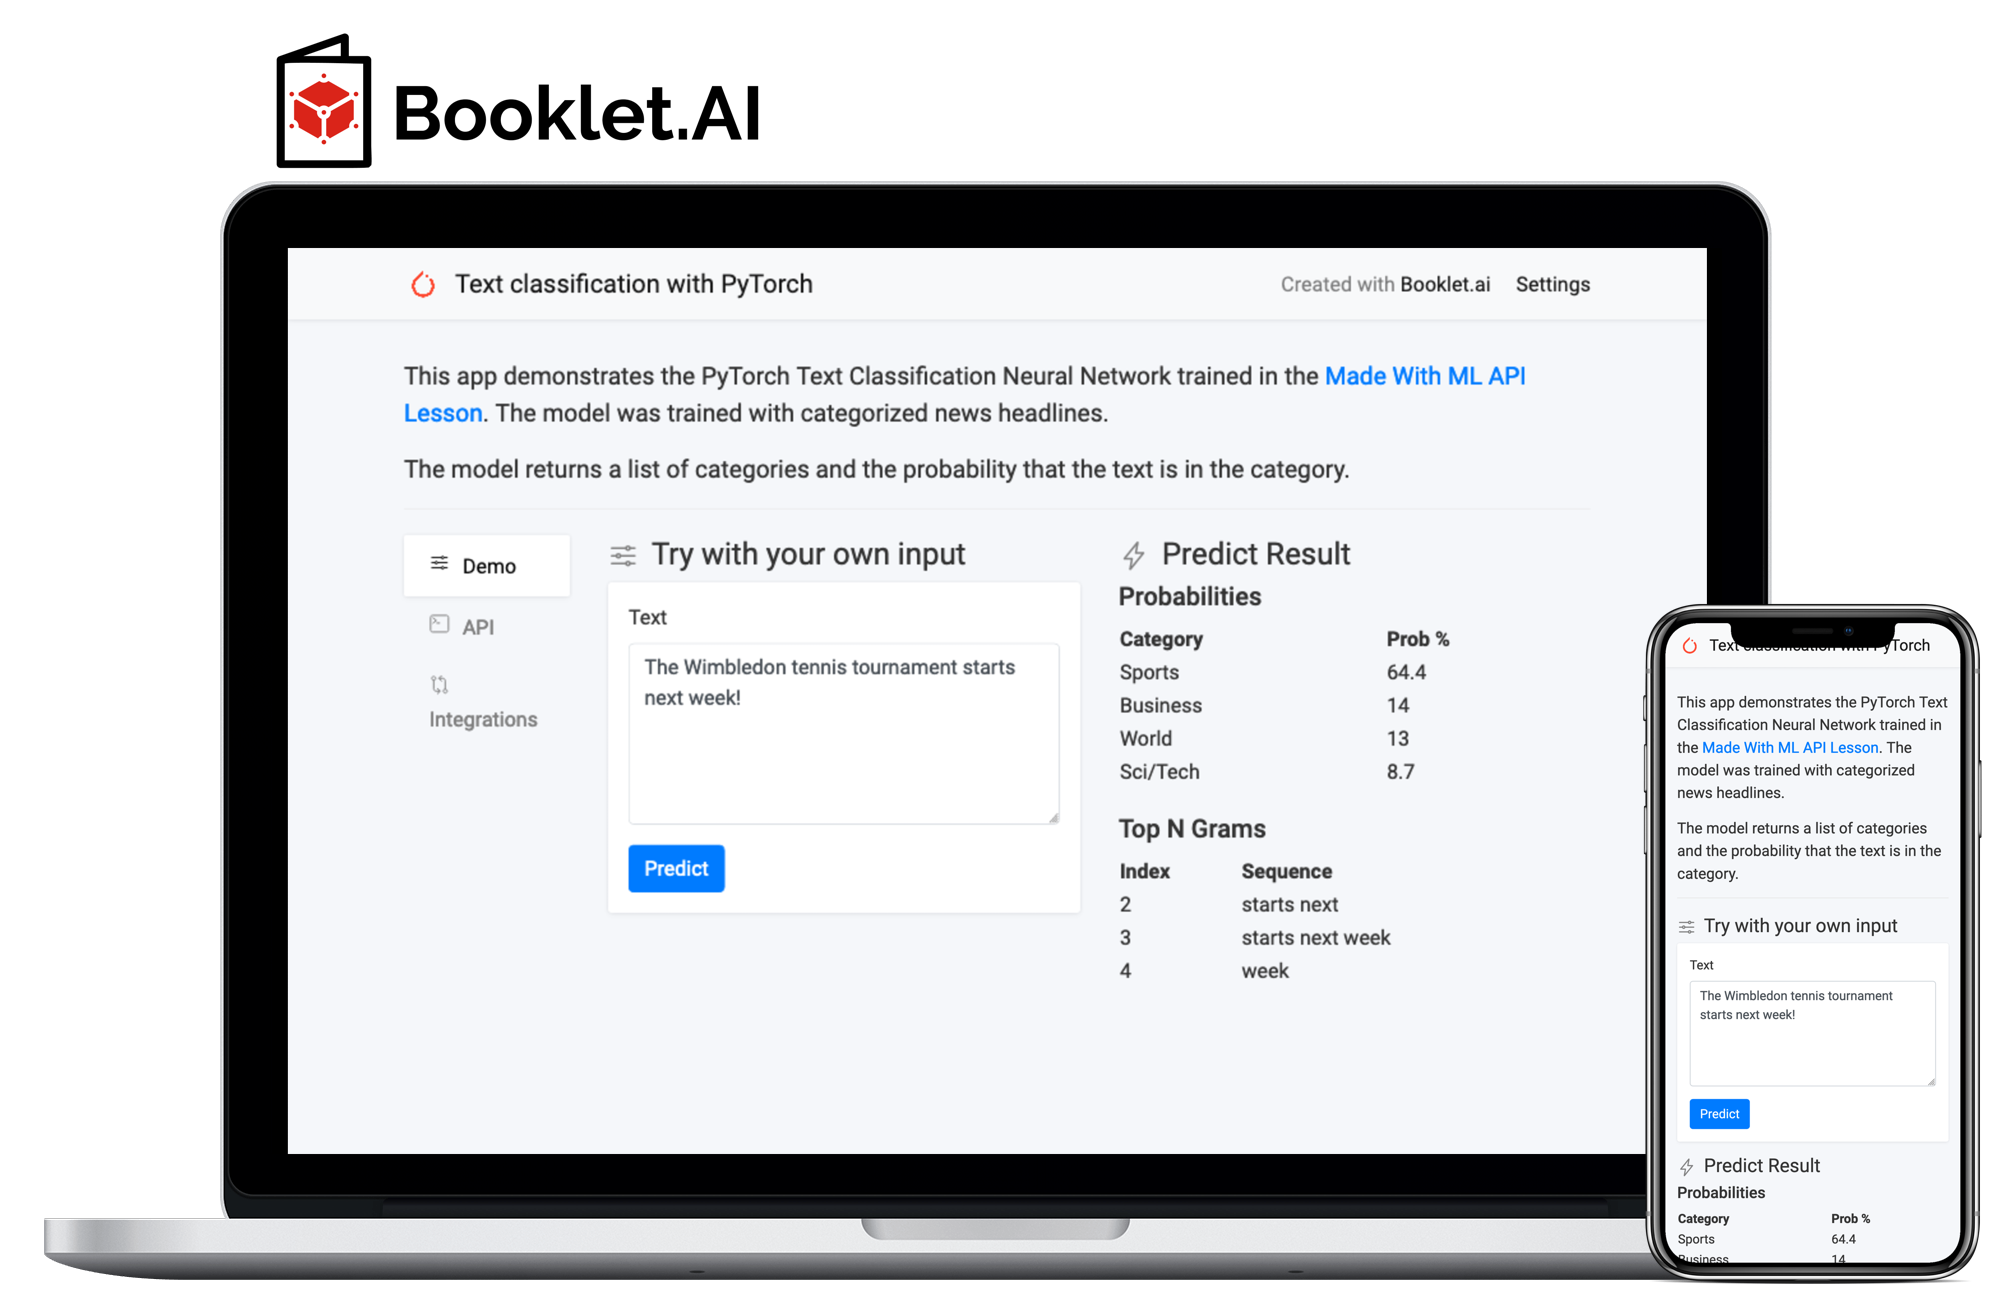 Booklet.AI
Text classification with PyTorch
Created with Booklet.ai Settings
This app demonstrates the PyTorch Text Classification Neural Network trained in the Made With ML API
Lesson. The model was trained with categorized news headlines.
The model returns a list of categories and the probability that the text is in the category.
Demo
API
Integrations
Try with your own input
Text
The Wimbledon tennis tournament starts
next week!
Predict
Predict Result
Probabilities
Category Prob %
Sports 64.4
Business 14
World 13
Sci/Tech 8.7
Top N Grams
Index Sequence
2 starts next
3 starts next week
4 week
Text classification with PyTorch
This app demonstrates the PyTorch Text
Classification Neural Network trained in
the Made With ML API Lesson. The
model was trained with categorized
news headlines.
The model returns a list of categories
and the probability that the text is in the
category.
Try with your own input
Text
The Wimbledon tennis tournament
starts next week!
Predict
Predict Result
Probabilities
Category Prob %
Sports 64.4
Business 14